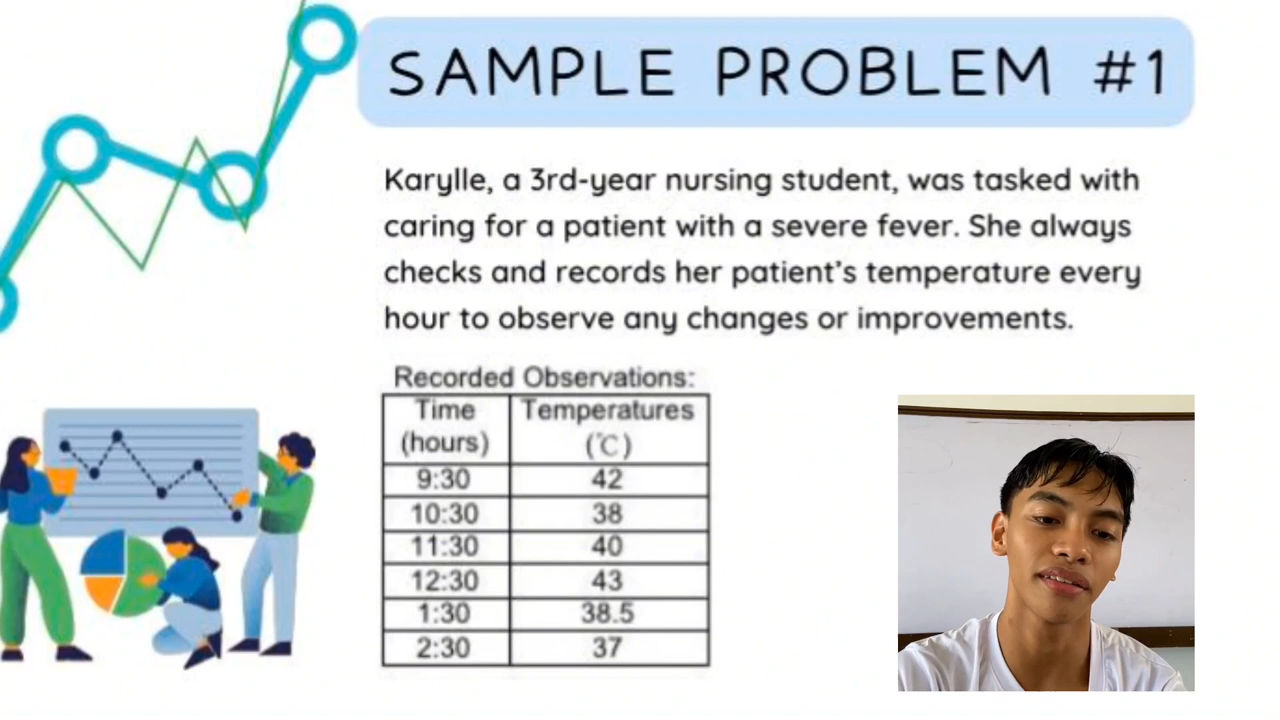 SAMPLE PROBLEM #1
Karylle, a 3rd-year nursing student, was tasked with
caring for a patient with a severe fever. She always
checks and records her patient's temperature every
hour to observe any changes or improvements.
Recorded Observations:
Time (hours) Temperatures (℃)
9:30 42
10:30 38
11:30 40
12:30 43
1:30 38.5
2:30 37